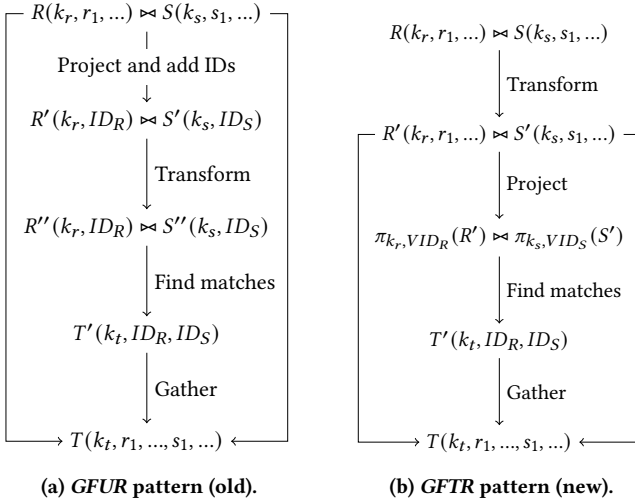 R(k_r, r_1, ...) ⋈ S(k_s, s_1, ...)
Project and add IDs
R′(k_r, ID_R) ⋈ S′(k_s, ID_S)
Transform
R′′(k_r, ID_R) ⋈ S′′(k_s, ID_S)
Find matches
T′(k_t, ID_R, ID_S)
Gather
T(k_t, r_1, ..., s_1, ...)
(a) GFUR pattern (old).
R(k_r, r_1, ...) ⋈ S(k_s, s_1, ...)
Transform
R′(k_r, r_1, ...) ⋈ S′(k_s, s_1, ...)
Project
π_{k_r,VID_R}(R′) ⋈ π_{k_s,VID_S}(S′)
Find matches
T′(k_t, ID_R, ID_S)
Gather
T(k_t, r_1, ..., s_1, ...)
(b) GFTR pattern (new).